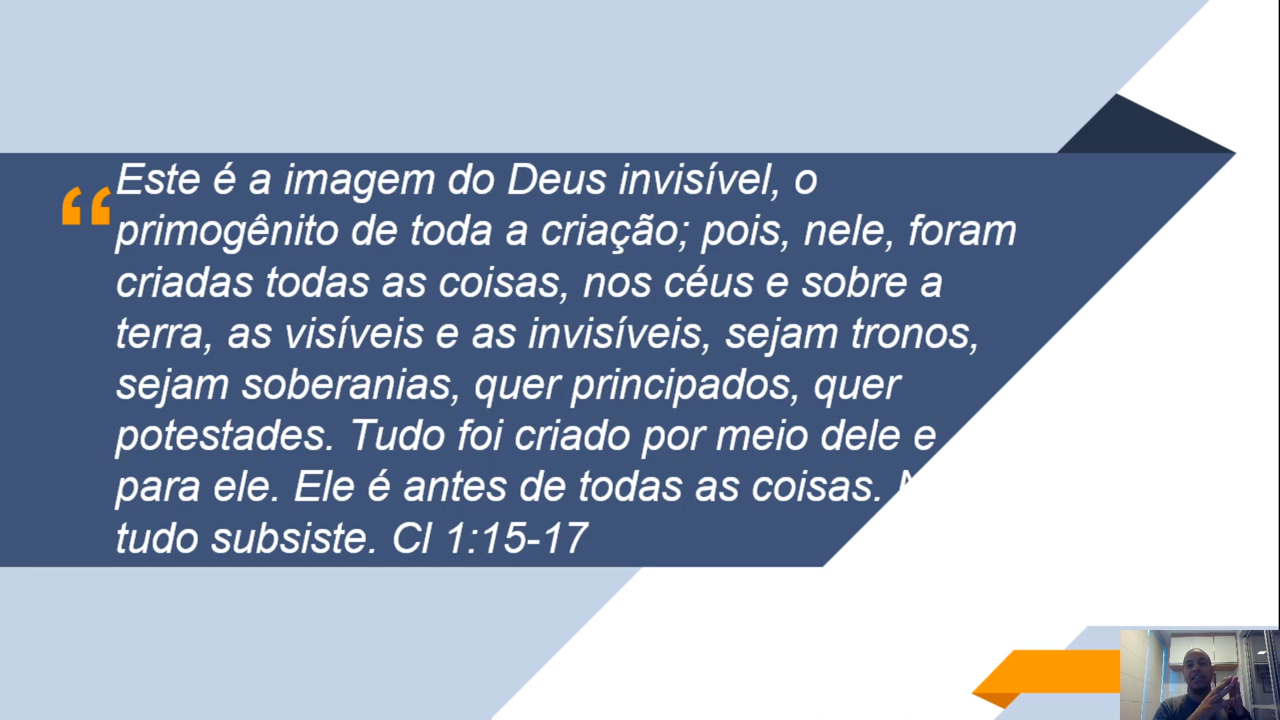 “Este é a imagem do Deus invisível, o
primogênito de toda a criação; pois, nele, foram
criadas todas as coisas, nos céus e sobre a
terra, as visíveis e as invisíveis, sejam tronos,
sejam soberanias, quer principados, quer
potestades. Tudo foi criado por meio dele e
para ele. Ele é antes de todas as coisas.
tudo subsiste. Cl 1:15-17